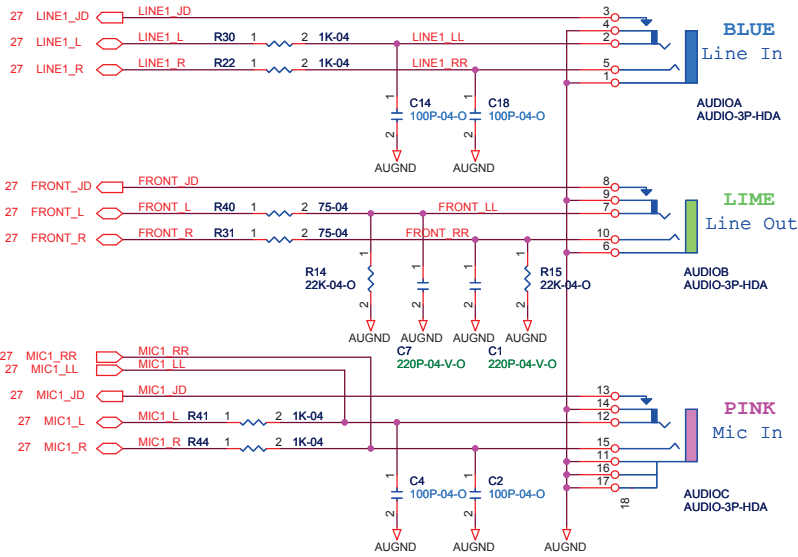 27 LINE1_JD LINE1_JD 3
4
27 LINE1_L LINE1_L R30 1 2 1K-04 LINE1_LL 2
27 LINE1_R LINE1_R R22 1 2 1K-04 LINE1_RR 5
1
BLUE
Line In
1 C14 1 C18
100P-04-O 100P-04-O
2 2
AUGND AUGND
AUDIOA
AUDIO-3P-HDA
27 FRONT_JD FRONT_JD 8
9
27 FRONT_L FRONT_L R40 1 2 75-04 FRONT_LL 7
27 FRONT_R FRONT_R R31 1 2 75-04 FRONT_RR 10
6
LIME
Line Out
1 1 1 1
R14 R15
22K-04-O 22K-04-O
2 2 2 2
AUGND AUGND AUGND AUGND
C7 C1
220P-04-V-O 220P-04-V-O
AUDIOB
AUDIO-3P-HDA
27 MIC1_RR MIC1_RR
27 MIC1_LL MIC1_LL
27 MIC1_JD MIC1_JD 13
14
27 MIC1_L MIC1_L R41 1 2 1K-04 12
27 MIC1_R MIC1_R R44 1 2 1K-04 15
11
16
17
18
PINK
Mic In
1 C4 1 C2
100P-04-O 100P-04-O
2 2
AUGND AUGND AUGND
AUDIOC
AUDIO-3P-HDA